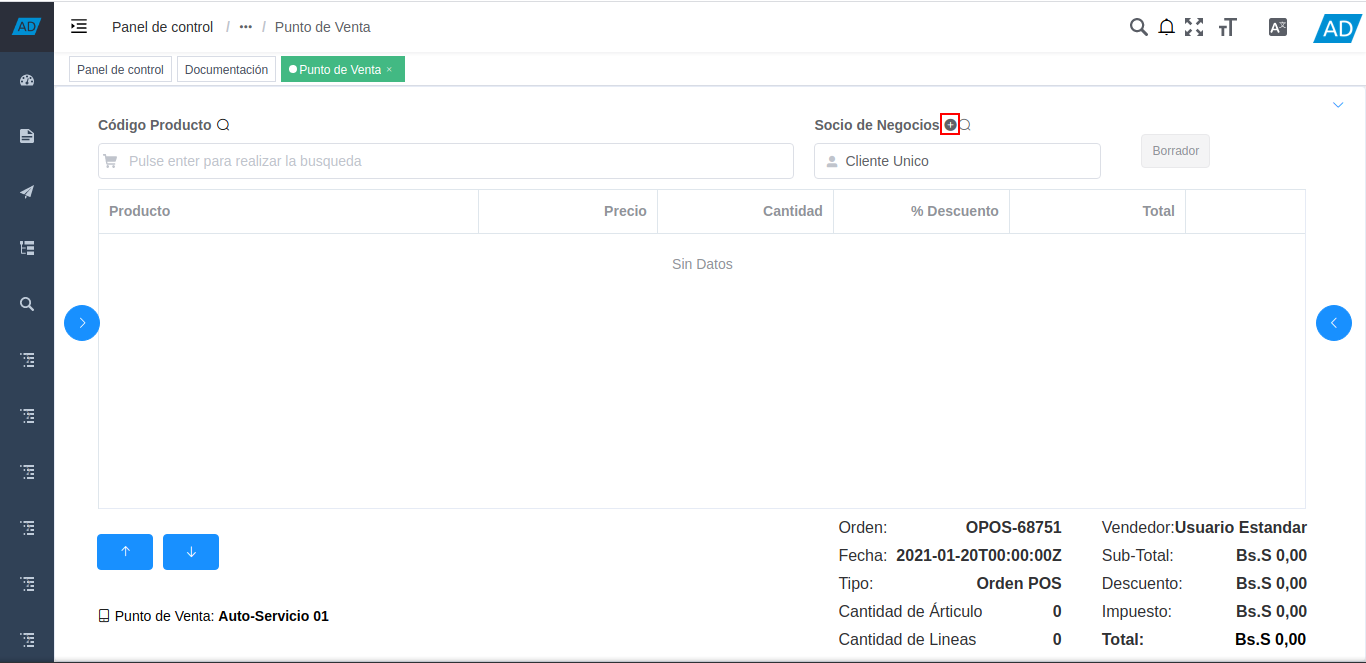 AD
Panel de control / ••• / Punto de Venta
AD
Panel de control
Documentación
Punto de Venta ×
Código Producto
Socio de Negocios
Pulse enter para realizar la busqueda
Cliente Unico
Borrador
Producto Precio Cantidad % Descuento Total
Sin Datos
Orden: OPOS-68751 Vendedor:Usuario Estandar
Fecha: 2021-01-20T00:00:00Z Sub-Total: Bs.S 0,00
Tipo: Orden POS Descuento: Bs.S 0,00
Punto de Venta: Auto-Servicio 01
Cantidad de Árticulo 0 Impuesto: Bs.S 0,00
Cantidad de Lineas 0 Total: Bs.S 0,00